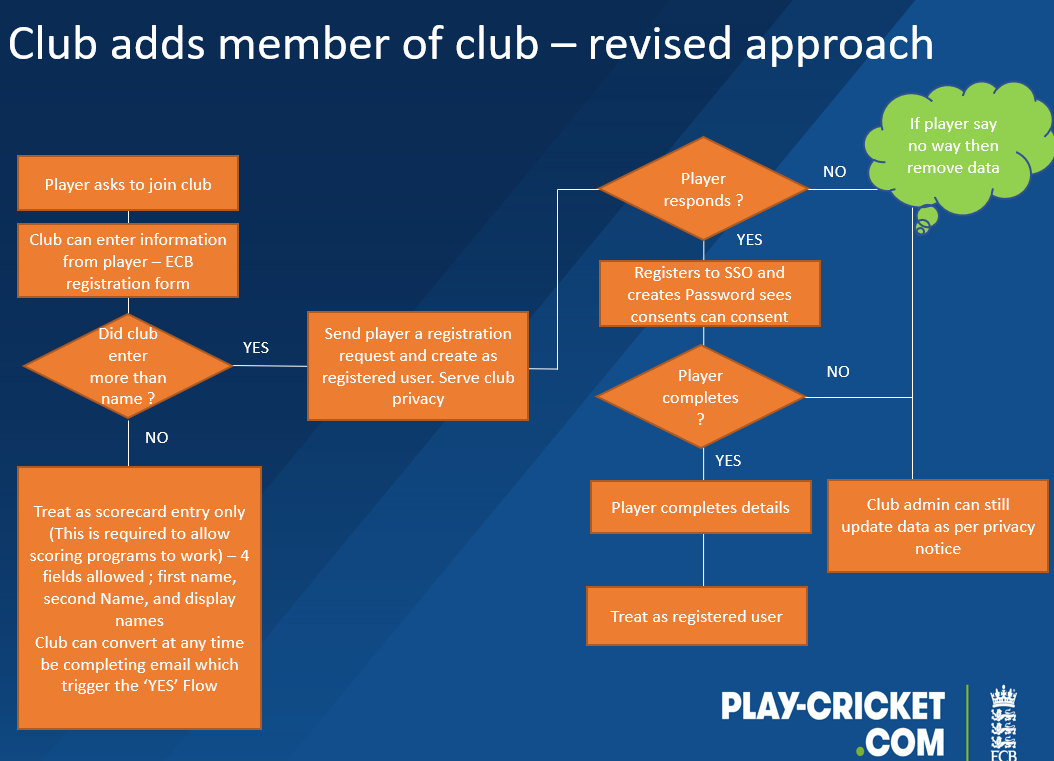 Club adds member of club – revised approach
Player asks to join club
Club can enter information
from player – ECB
registration form
Did club
enter
more than
name ?
YES
NO
Treat as scorecard entry only
(This is required to allow
scoring programs to work) – 4
fields allowed ; first name,
second Name, and display
names
Club can convert at any time
be completing email which
trigger the ‘YES’ Flow
Send player a registration
request and create as
registered user. Serve club
privacy
Player
responds ?
NO
If player say
no way then
remove data
YES
Registers to SSO and
creates Password sees
consents can consent
Player
completes
?
NO
YES
Player completes details
Club admin can still
update data as per privacy
notice
Treat as registered user
PLAY-CRICKET
.COM
ECB